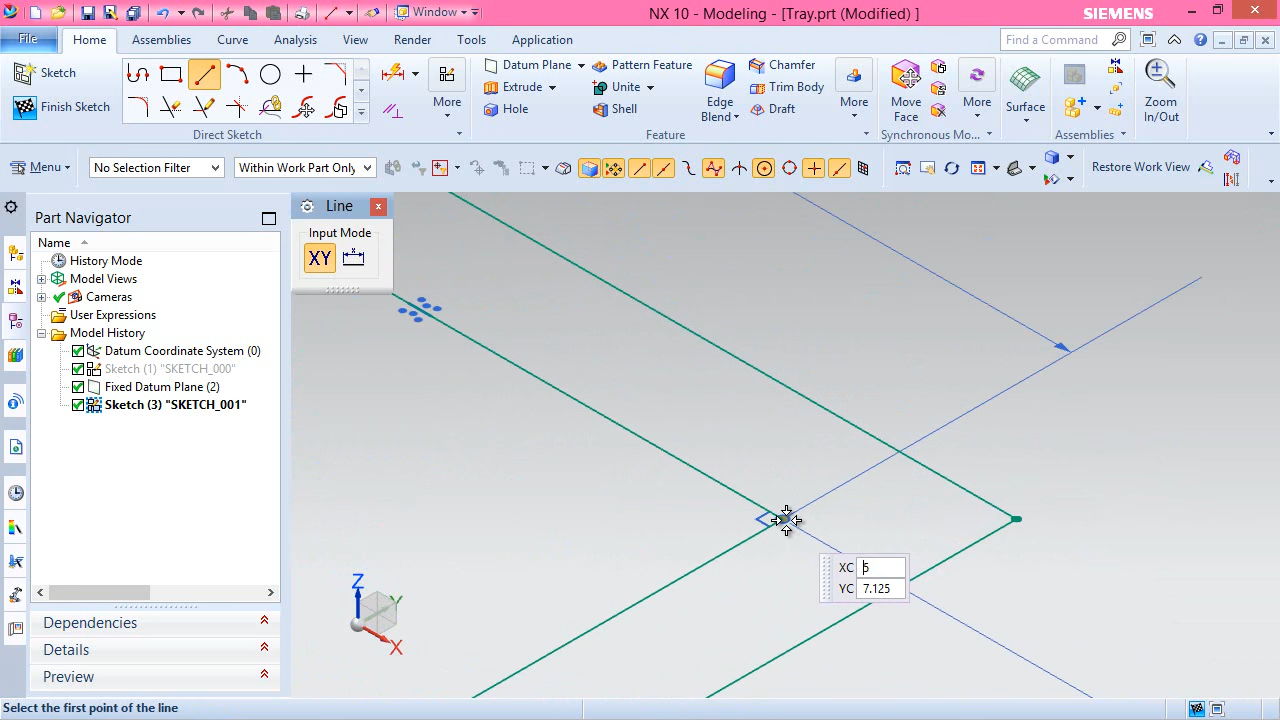 NX 10 - Modeling - [Tray.prt (Modified) ]
SIEMENS
Window
File
Home
Assemblies
Curve
Analysis
View
Render
Tools
Application
Find a Command
Sketch
Finish Sketch
Direct Sketch
More
Datum Plane
Extrude
Hole
Pattern Feature
Unite
Shell
Edge
Blend
Chamfer
Trim Body
Draft
More
Feature
Move
Face
More
Synchronous Mo...
Surface
Assemblies
Zoom
In/Out
Menu
No Selection Filter
Within Work Part Only
Restore Work View
Part Navigator
Name
History Mode
Model Views
Cameras
User Expressions
Model History
Datum Coordinate System (0)
Sketch (1) "SKETCH_000"
Fixed Datum Plane (2)
Sketch (3) "SKETCH_001"
Dependencies
Details
Preview
Line
Input Mode
XY
XC 5
YC 7.125
Z
Y
X
Select the first point of the line